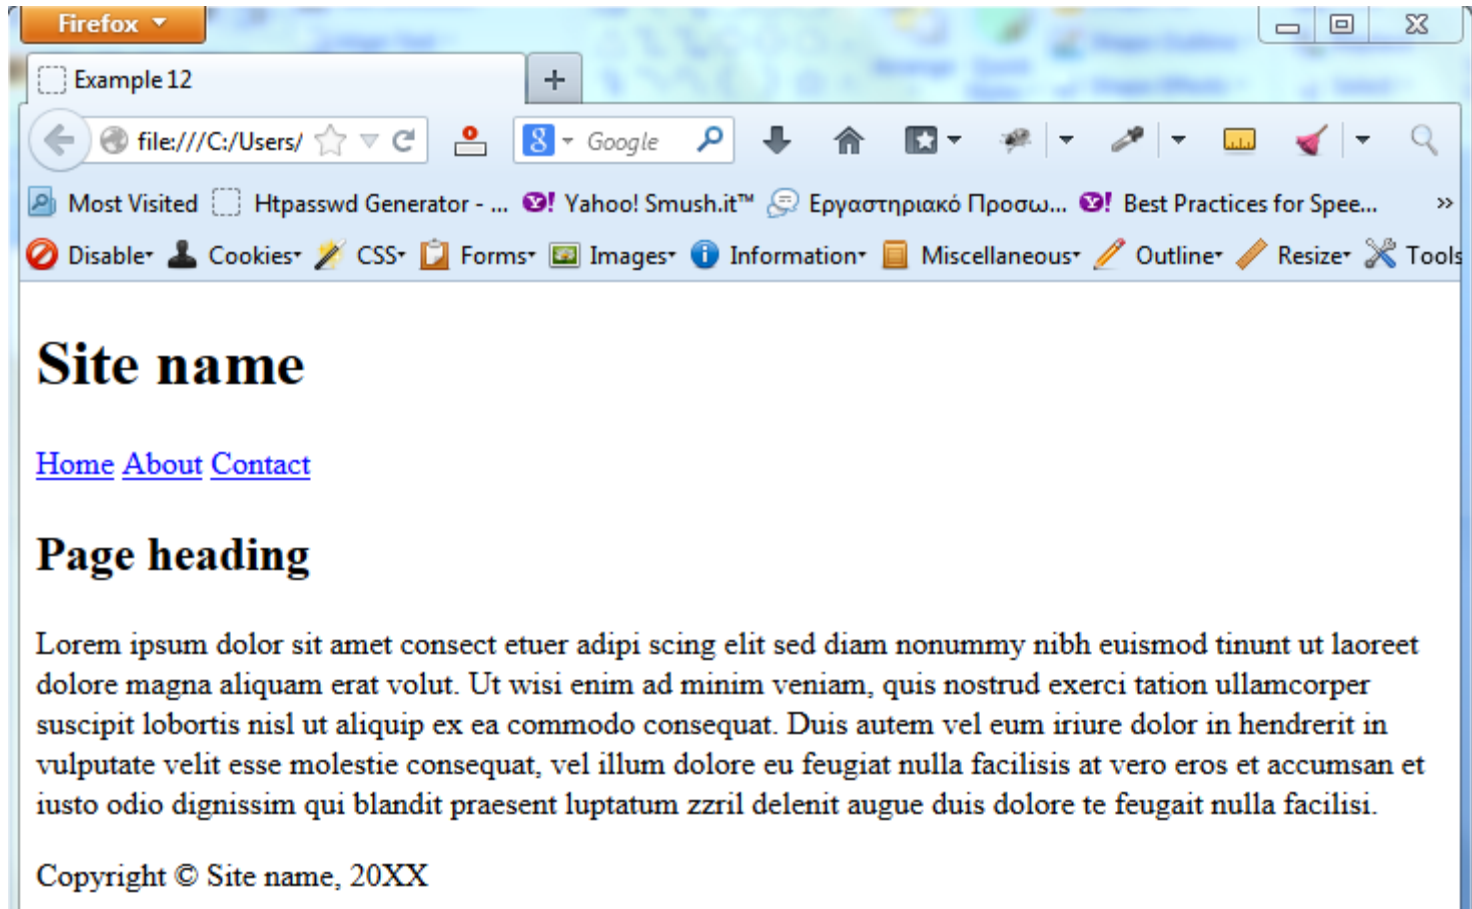 Firefox
Example 12
file:///C:/Users/ Google
Most Visited Htpasswd Generator - ... Yahoo! Smush.it™ Εργαστηριακό Προσω... Best Practices for Spee... »
Disable Cookies CSS Forms Images Information Miscellaneous Outline Resize Tools
Site name
Home About Contact
Page heading
Lorem ipsum dolor sit amet consect etuer adipi scing elit sed diam nonummy nibh euismod tinunt ut laoreet
dolore magna aliquam erat volut. Ut wisi enim ad minim veniam, quis nostrud exerci tation ullamcorper
suscipit lobortis nisl ut aliquip ex ea commodo consequat. Duis autem vel eum iriure dolor in hendrerit in
vulputate velit esse molestie consequat, vel illum dolore eu feugiat nulla facilisis at vero eros et accumsan et
iusto odio dignissim qui blandit praesent luptatum zzril delenit augue duis dolore te feugait nulla facilisi.
Copyright © Site name, 20XX